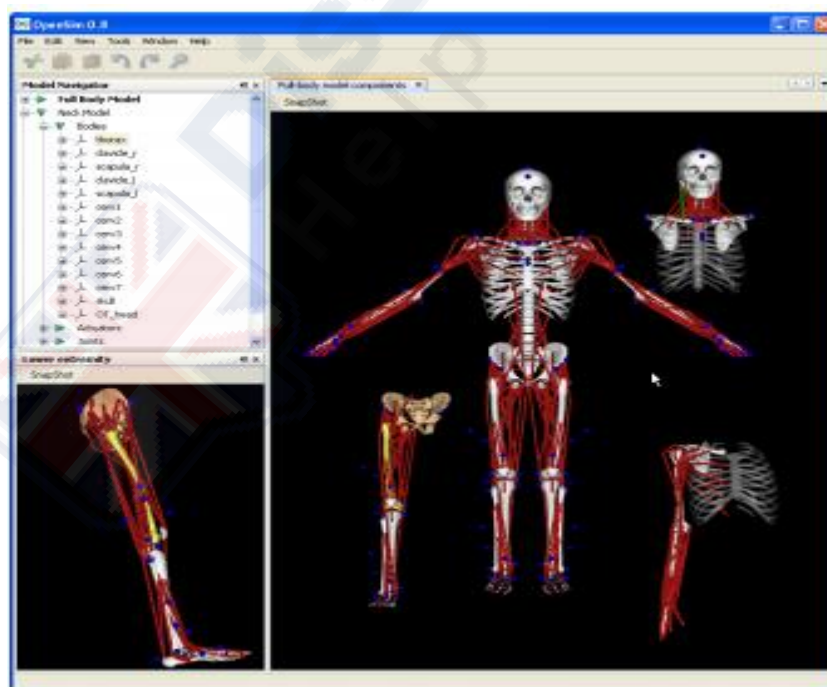 OpenSim 0.8
File Edit View Tools Window Help
Model Navigator
Full Body Model
Neck Model
Bodies
thorax
clavicle_r
scapula_r
clavicle_l
scapula_l
cerv1
cerv2
cerv3
cerv4
cerv5
cerv6
cerv7
skull
Actuators
Joints
Full body model components
SnapShot
Lower extremity
SnapShot
Help